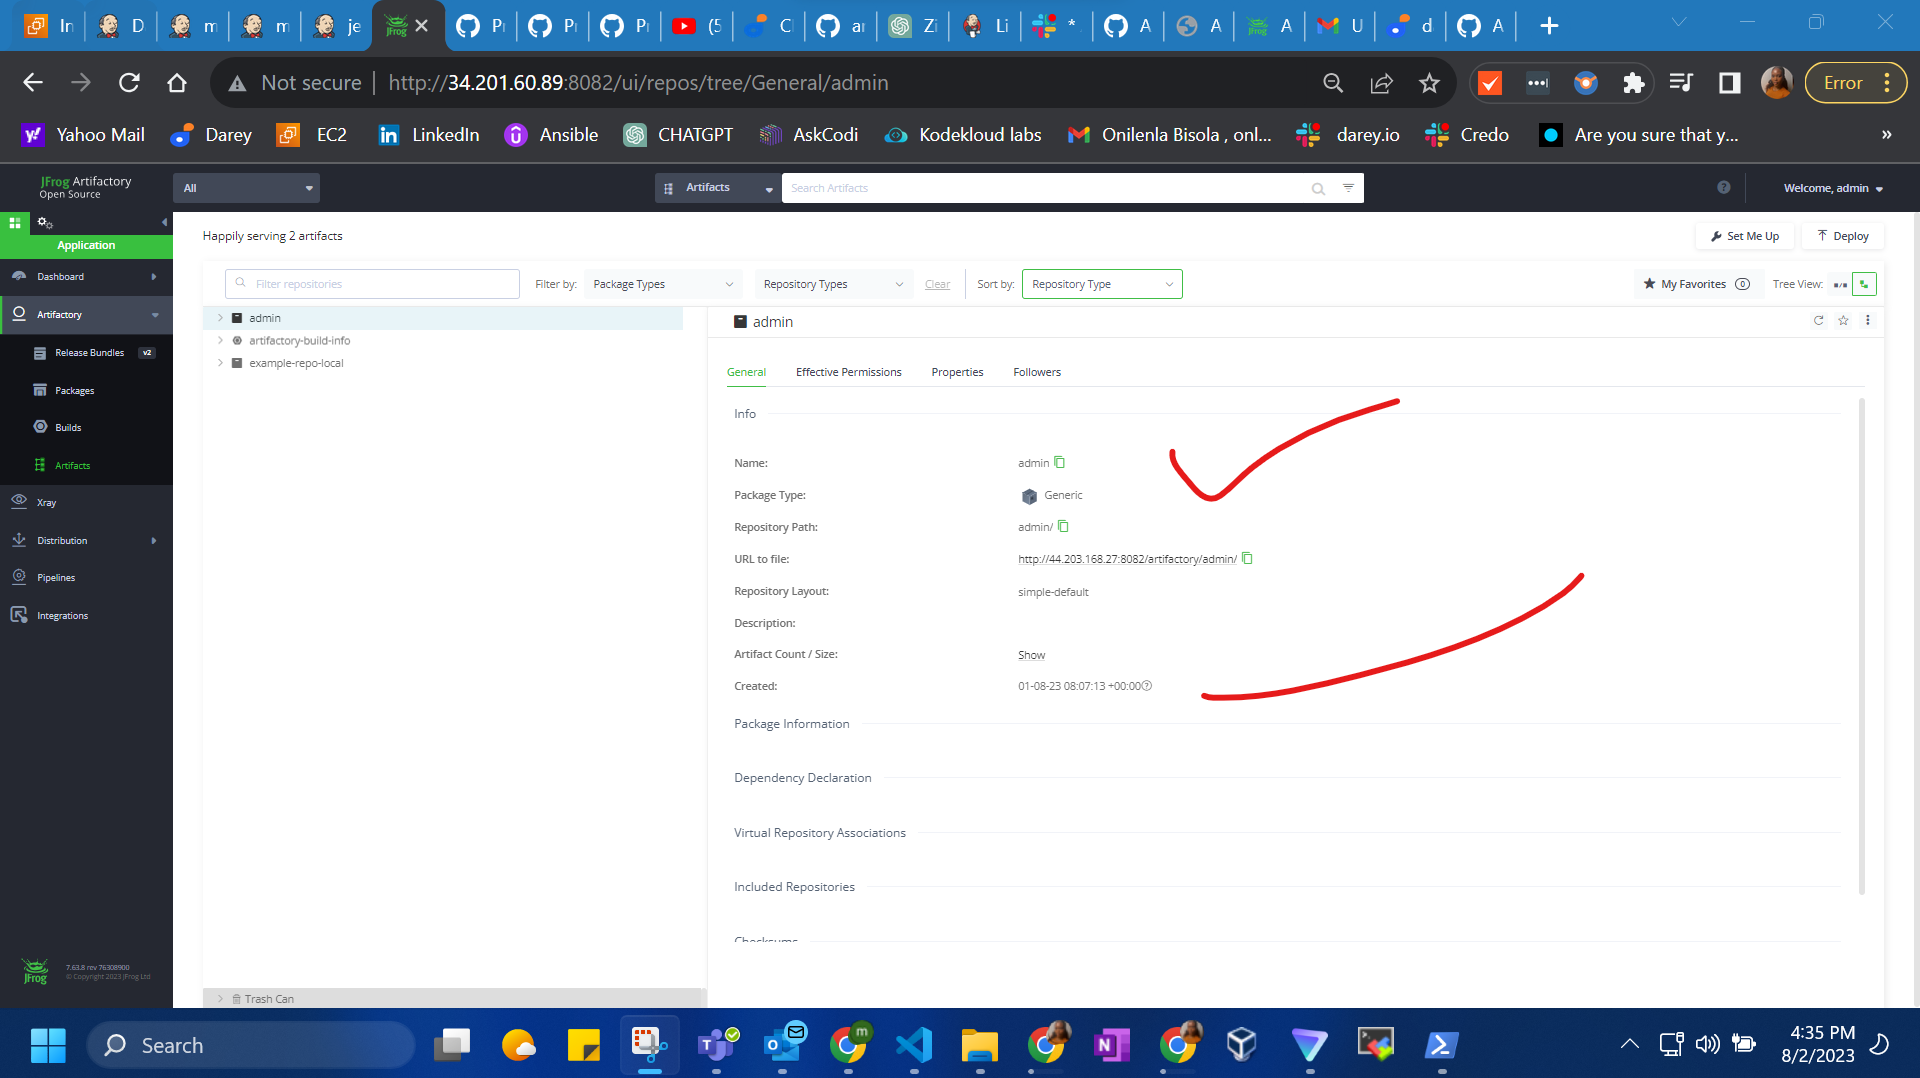 In
D
m
m
je
Pr
Pr
Pr
(5
Cl
ar
Zi
Li
*
A
A
A
U
d
A
Not secure
http://34.201.60.89:8082/ui/repos/tree/General/admin
Error
Yahoo Mail
Darey
EC2
LinkedIn
Ansible
CHATGPT
AskCodi
Kodekloud labs
Onilenla Bisola , onl...
darey.io
Credo
Are you sure that y...
»
JFrog Artifactory
Open Source
All
Artifacts
Search Artifacts
Welcome, admin
Application
Happily serving 2 artifacts
Set Me Up
Deploy
Dashboard
Artifactory
Release Bundles v2
Packages
Builds
Artifacts
Xray
Distribution
Pipelines
Integrations
Filter repositories
Filter by:
Package Types
Repository Types
Clear
Sort by:
Repository Type
My Favorites 0
Tree View:
admin
artifactory-build-info
example-repo-local
admin
General
Effective Permissions
Properties
Followers
Info
Name:
admin
Package Type:
Generic
Repository Path:
admin/
URL to file:
http://44.203.168.27:8082/artifactory/admin/
Repository Layout:
simple-default
Description:
Artifact Count / Size:
Show
Created:
01-08-23 08:07:13 +00:00
Package Information
Dependency Declaration
Virtual Repository Associations
Included Repositories
Checksums
JFrog
7.63.8 rev 76308900
© Copyright 2023 JFrog Ltd
Trash Can
Search
4:35 PM
8/2/2023